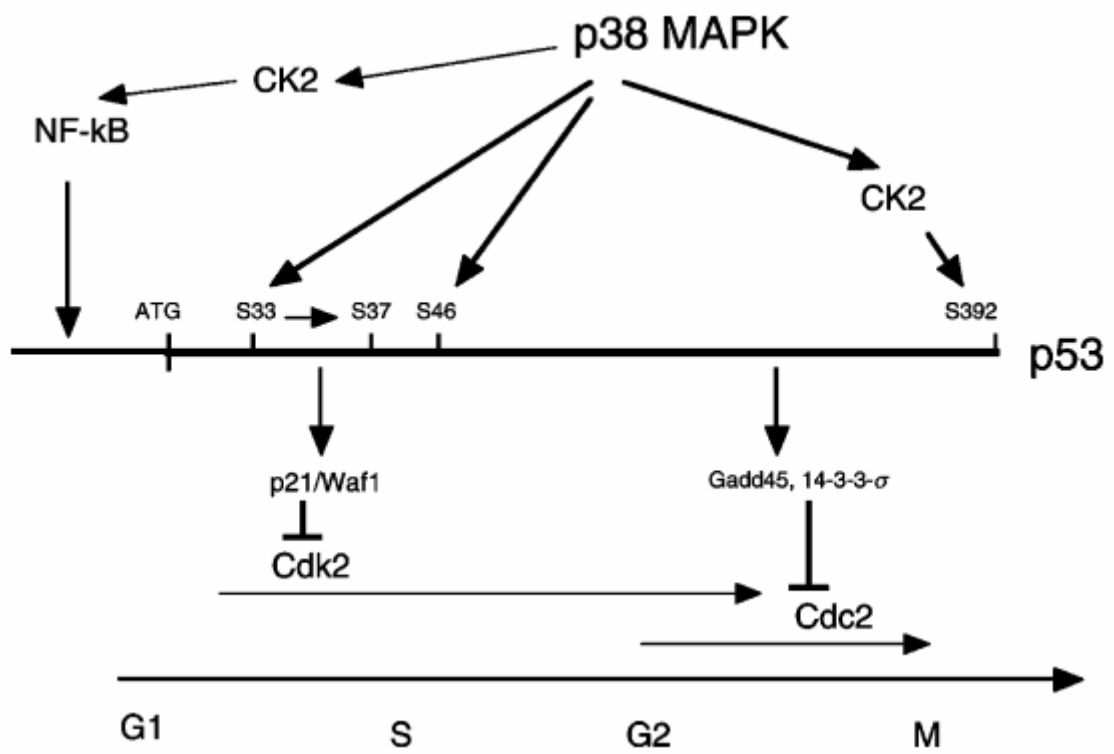 p38 MAPK
CK2
NF-kB
CK2
ATG S33 S37 S46 S392
p53
p21/Waf1 Gadd45, 14-3-3-σ
Cdk2
Cdc2
G1 S G2 M